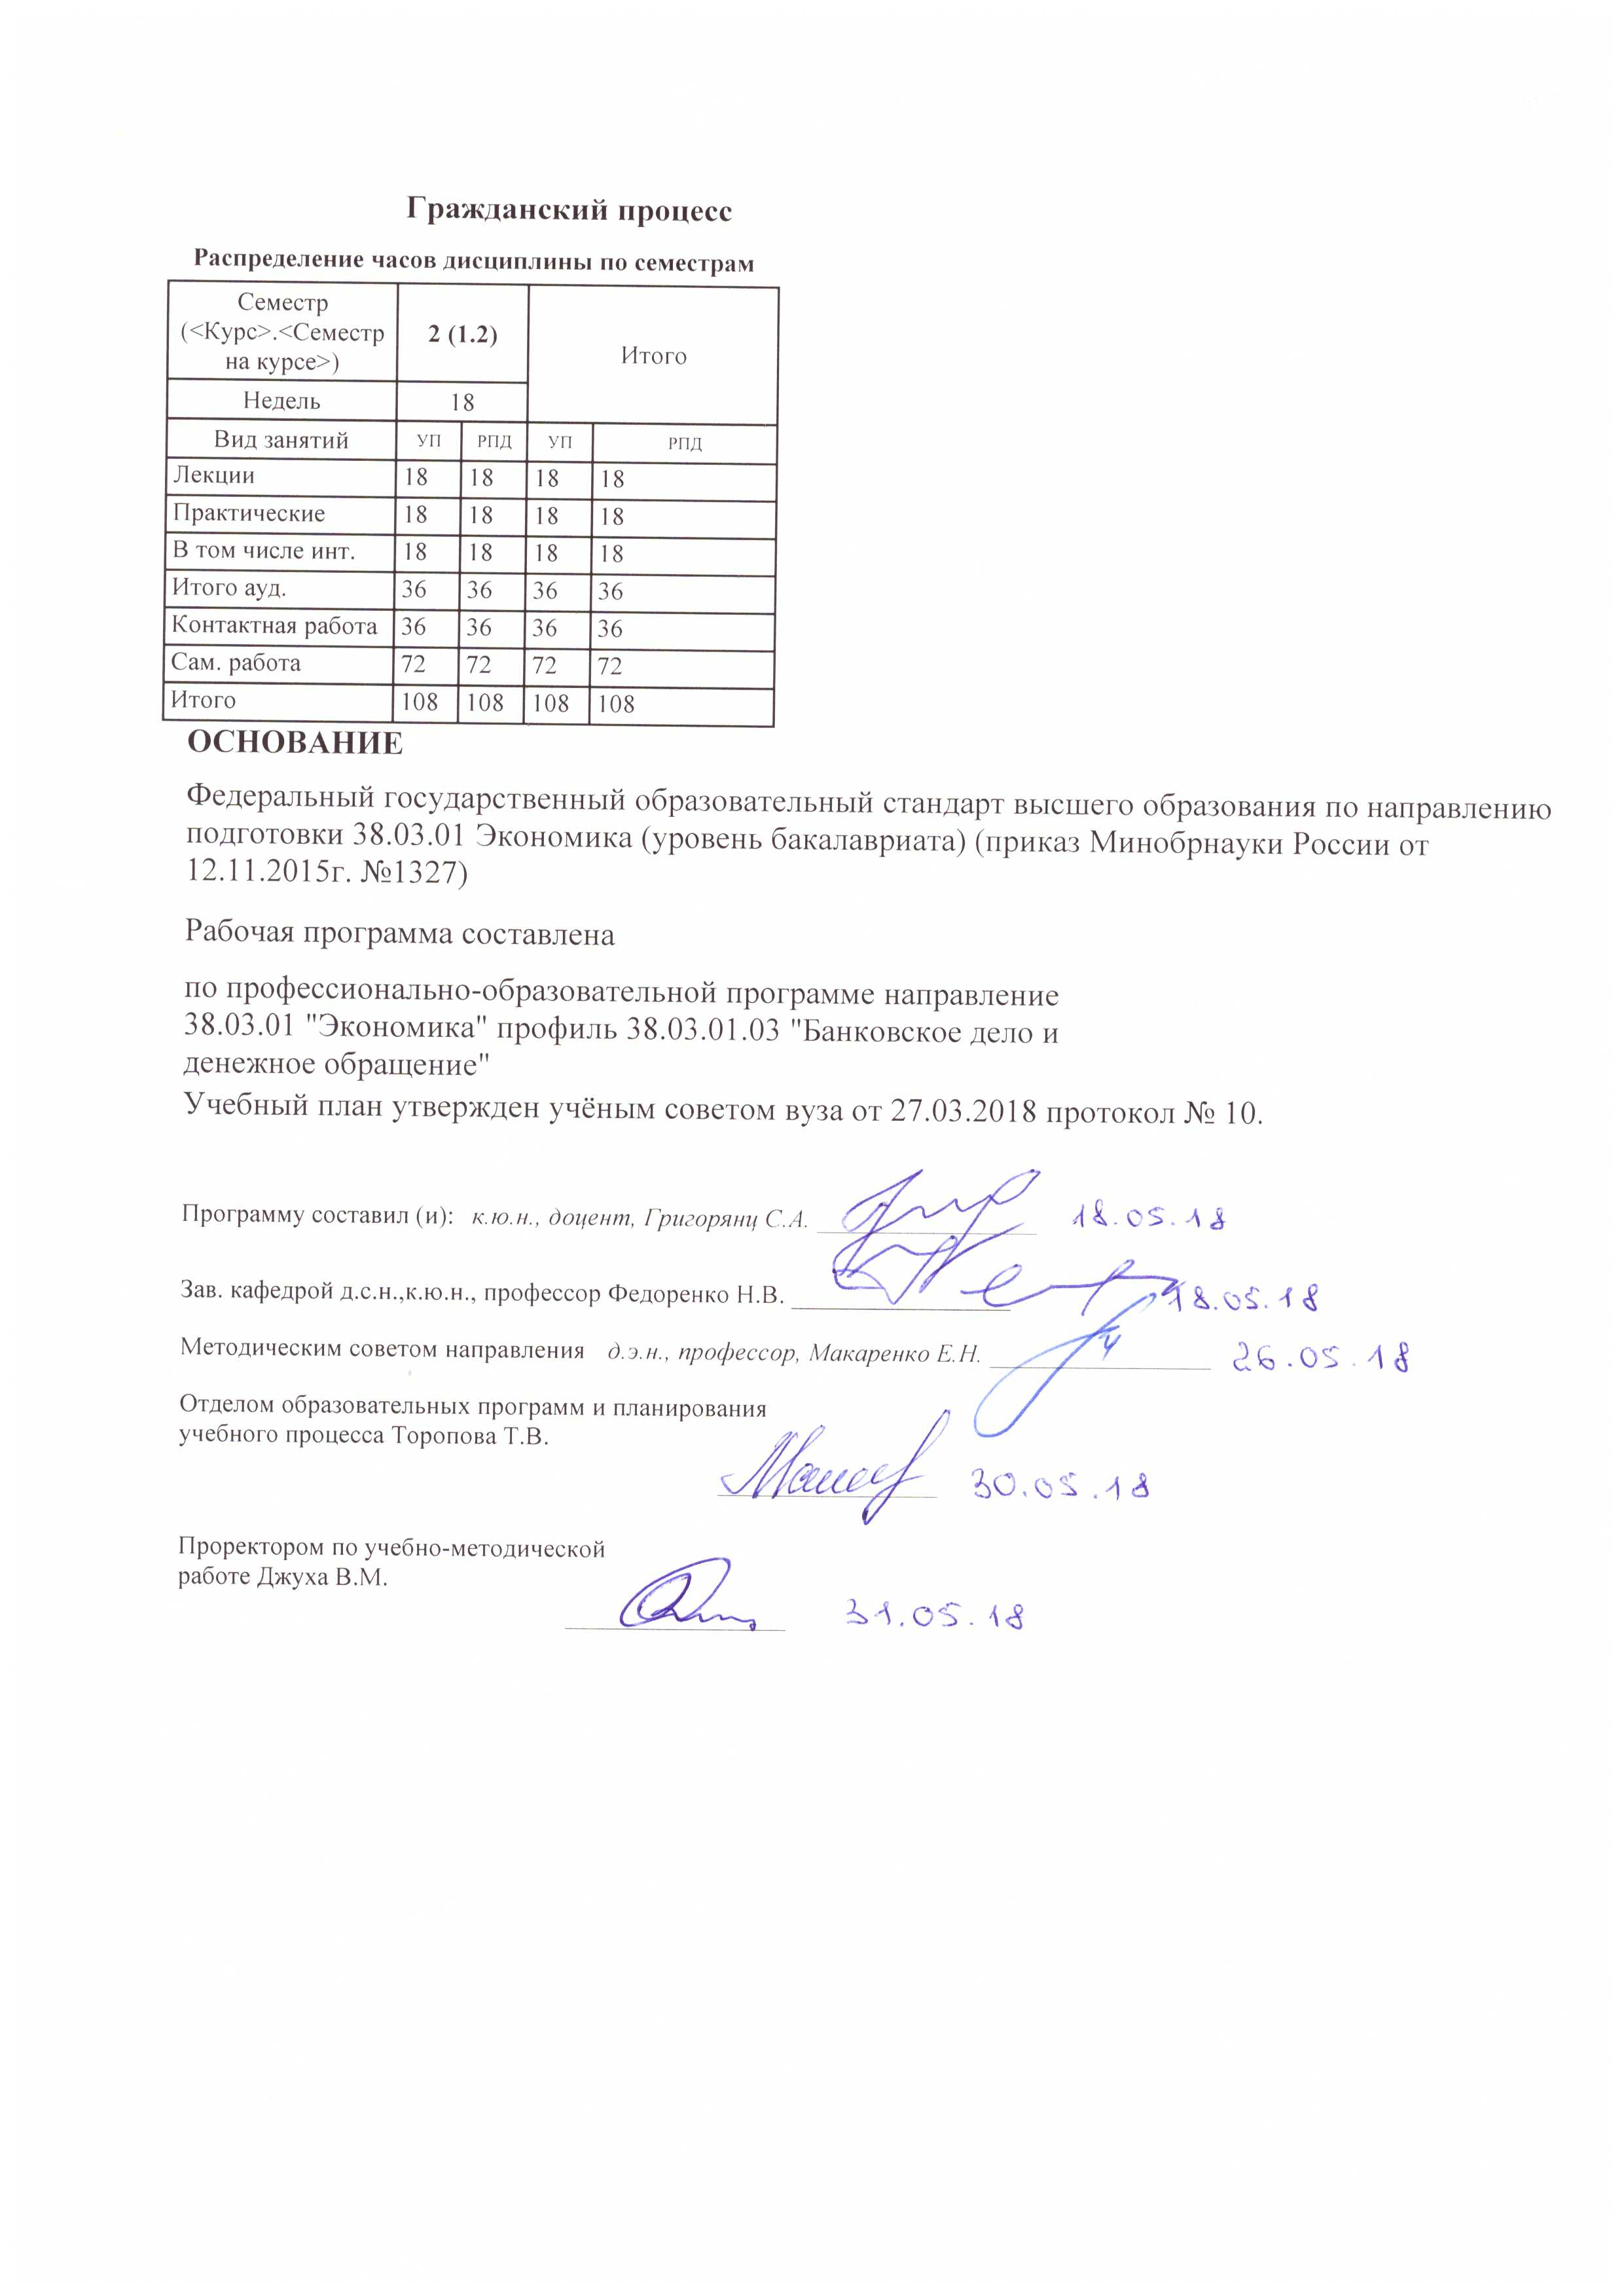 Гражданский процесс
Распределение часов дисциплины по семестрам
Семестр
(<Курс>.<Семестр
на курсе>)
2 (1.2)
Итого
Недель 18
Вид занятий УП РПД УП РПД
Лекции 18 18 18 18
Практические 18 18 18 18
В том числе инт. 18 18 18 18
Итого ауд. 36 36 36 36
Контактная работа 36 36 36 36
Сам. работа 72 72 72 72
Итого 108 108 108 108
ОСНОВАНИЕ
Федеральный государственный образовательный стандарт высшего образования по направлению
подготовки 38.03.01 Экономика (уровень бакалавриата) (приказ Минобрнауки России от
12.11.2015г. №1327)
Рабочая программа составлена
по профессионально-образовательной программе направление
38.03.01 "Экономика" профиль 38.03.01.03 "Банковское дело и
денежное обращение"
Учебный план утвержден учёным советом вуза от 27.03.2018 протокол № 10.
Программу составил (и): к.ю.н., доцент, Григорянц С.А. 18.05.18
Зав. кафедрой д.с.н.,к.ю.н., профессор Федоренко Н.В. 18.05.18
Методическим советом направления д.э.н., профессор, Макаренко Е.Н. 26.05.18
Отделом образовательных программ и планирования
учебного процесса Торопова Т.В.
30.05.18
Проректором по учебно-методической
работе Джуха В.М.
31.05.18